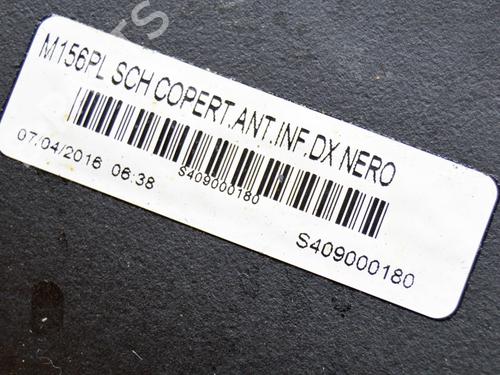 M156PL SCH COPERT.ANT.INF.DX NERO
S409000180
07/04/2016 06:38
S409000180